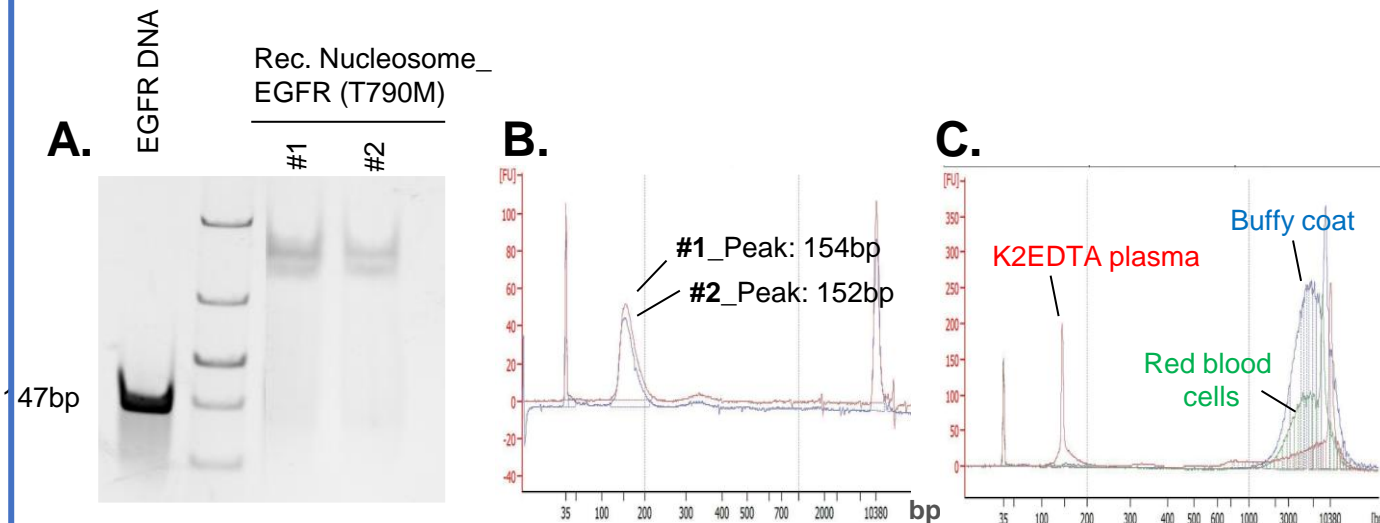 A.
EGFR DNA
Rec. Nucleosome_
EGFR (T790M)
#1
#2
147bp
B.
[FU]
100
80
60
40
20
0
-20
-40
#1_Peak: 154bp
#2_Peak: 152bp
35 100 200 300 400 500 700 2000 10380 bp
C.
[FU]
350
300
250
200
150
100
50
0
K2EDTA plasma
Buffy coat
Red blood
cells
35 100 200 300 400 500 600 1000 3000 10380